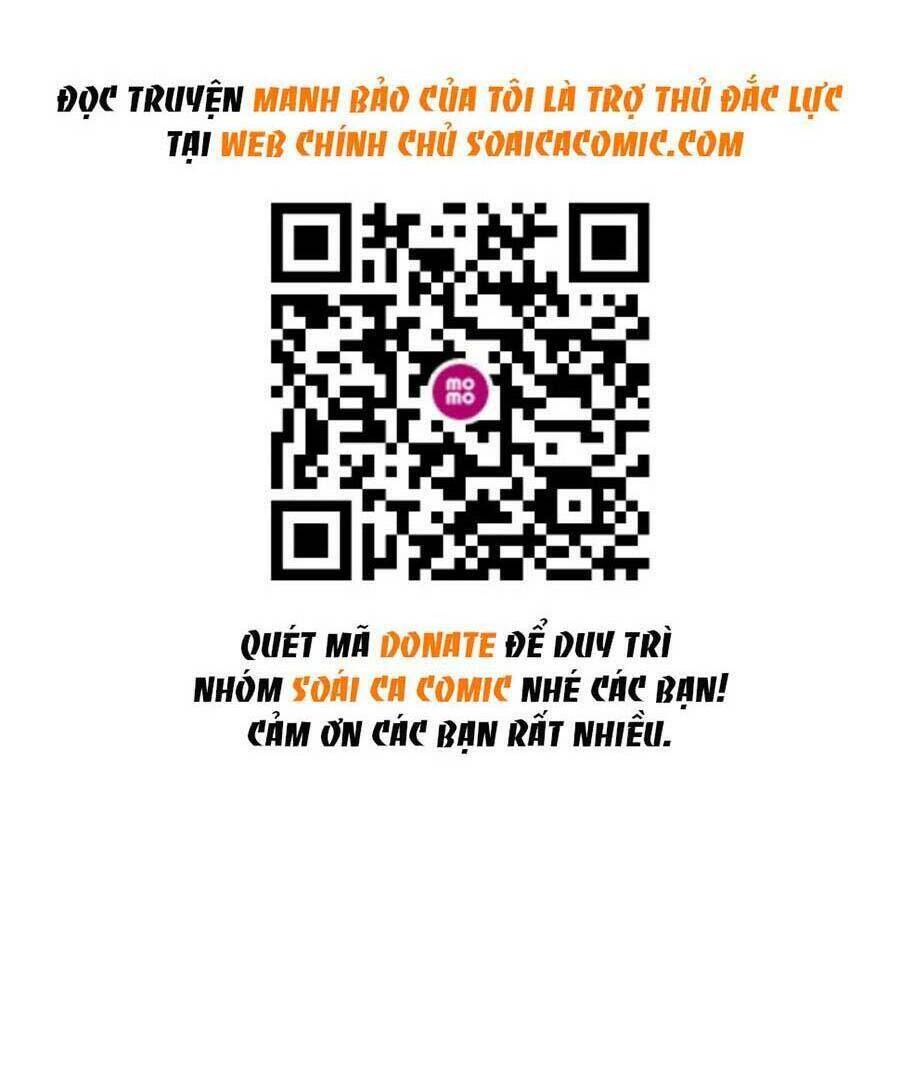 ĐỌC TRUYỆN MANH BẢO CỦA TÔI LÀ TRỢ THỦ ĐẮC LỰC
TẠI WEB CHÍNH CHỦ SOAICACOMIC.COM
MO
MO
QUÉT MÃ DONATE ĐỂ DUY TRÌ
NHÓM SOÁI CA COMIC NHÉ CÁC BẠN!
CẢM ƠN CÁC BẠN RẤT NHIỀU.